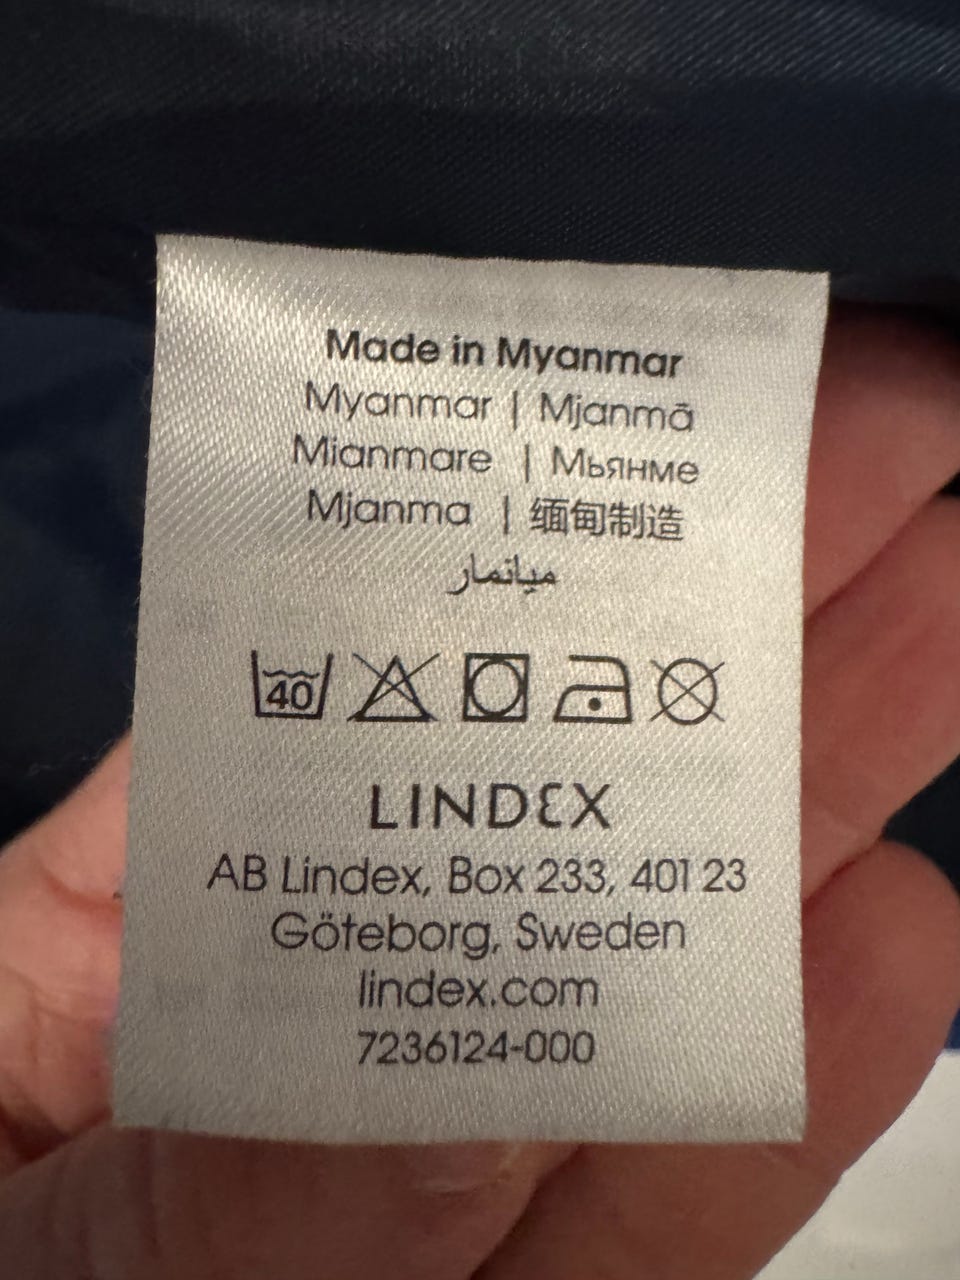 Made in Myanmar
Myanmar | Mjanmā
Mianmare | Мьянме
Mjanma | 缅甸制造
ميانمار
40
LINDEX
AB Lindex, Box 233, 401 23
Göteborg, Sweden
lindex.com
7236124-000